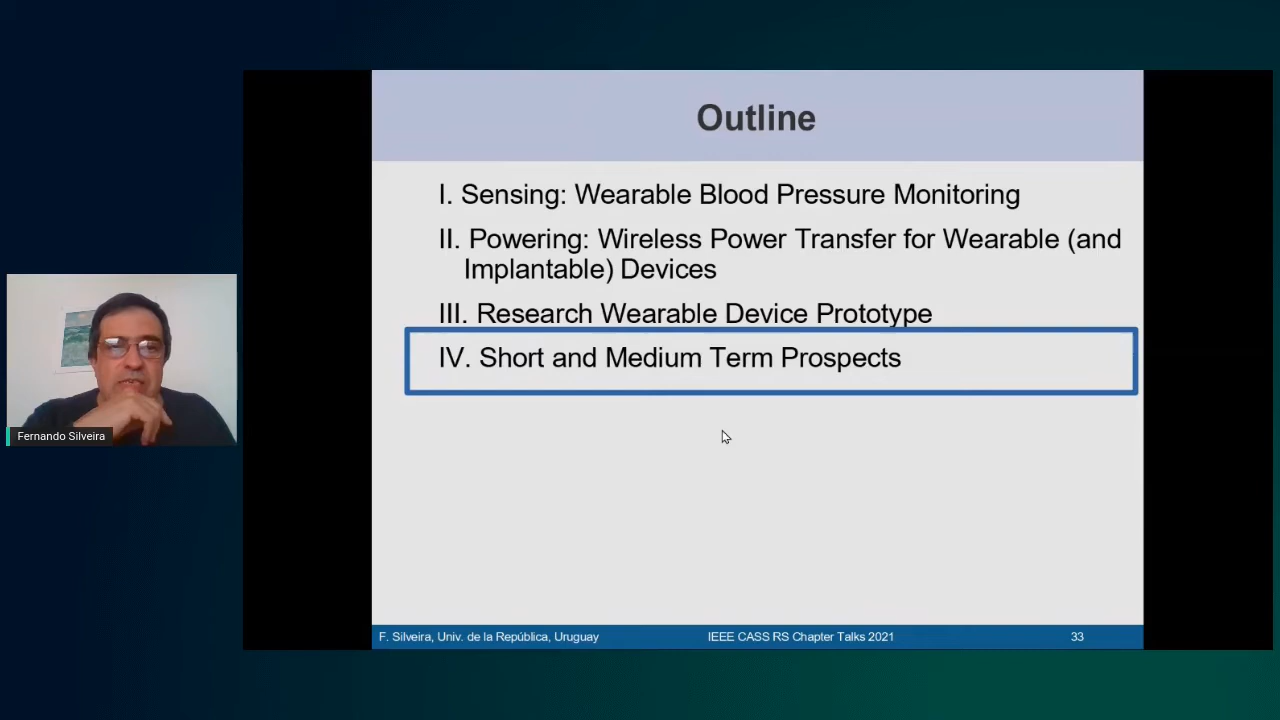 Outline
I. Sensing: Wearable Blood Pressure Monitoring
II. Powering: Wireless Power Transfer for Wearable (and
Implantable) Devices
III. Research Wearable Device Prototype
IV. Short and Medium Term Prospects
Fernando Silveira
F. Silveira, Univ. de la República, Uruguay
IEEE CASS RS Chapter Talks 2021
33